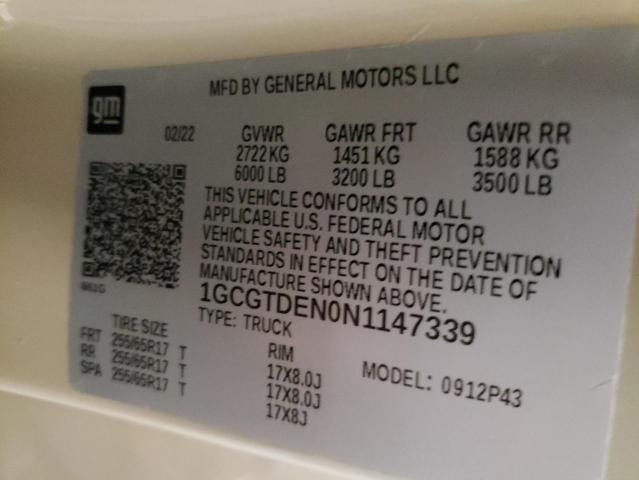 gm
MFD BY GENERAL MOTORS LLC
02/22 GVWR GAWR FRT GAWR RR
2722 KG 1451 KG 1588 KG
6000 LB 3200 LB 3500 LB
THIS VEHICLE CONFORMS TO ALL
APPLICABLE U.S. FEDERAL MOTOR
VEHICLE SAFETY AND THEFT PREVENTION
STANDARDS IN EFFECT ON THE DATE OF
MANUFACTURE SHOWN ABOVE.
1GCGTDEN0N1147339
TYPE: TRUCK
TIRE SIZE RIM MODEL: 0912P43
FRT 255/65R17 T 17X8.0J
RR 255/65R17 T 17X8.0J
SPA 255/65R17 T 17X8J